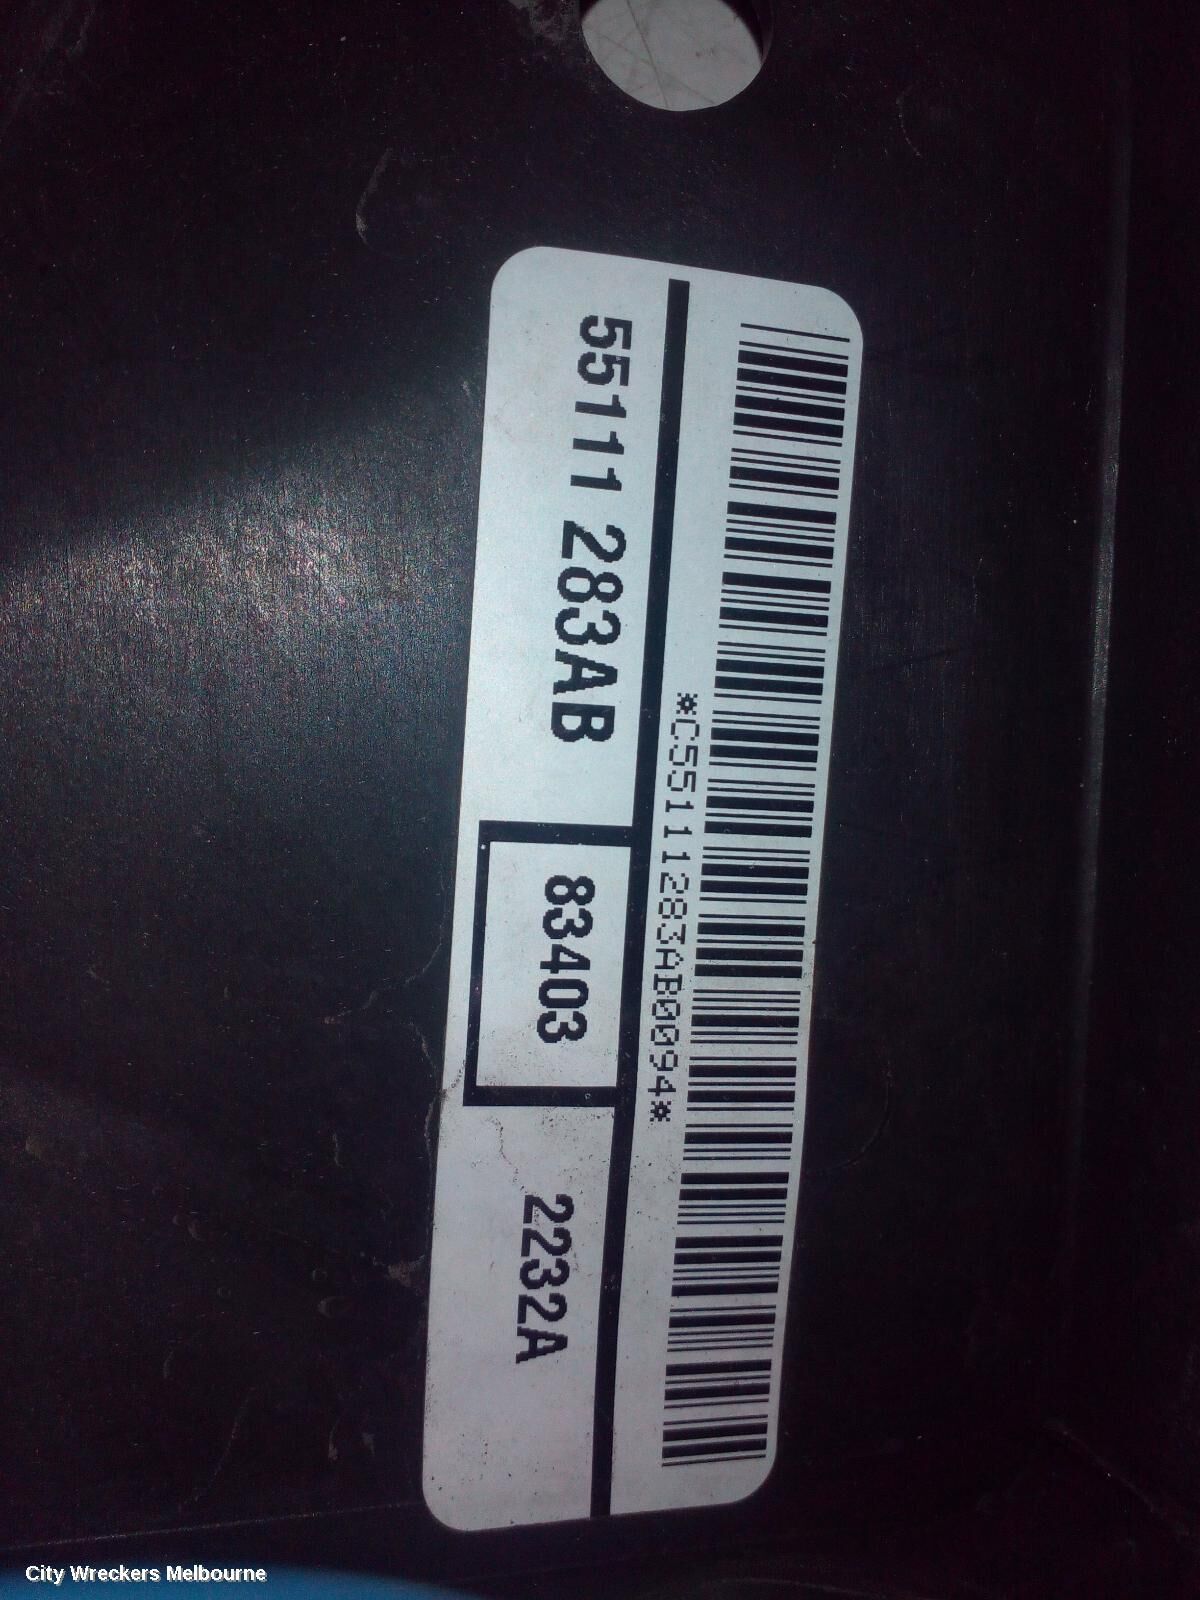 *C55111283AB0094*
55111 283AB
83403
2232A
City Wreckers Melbourne